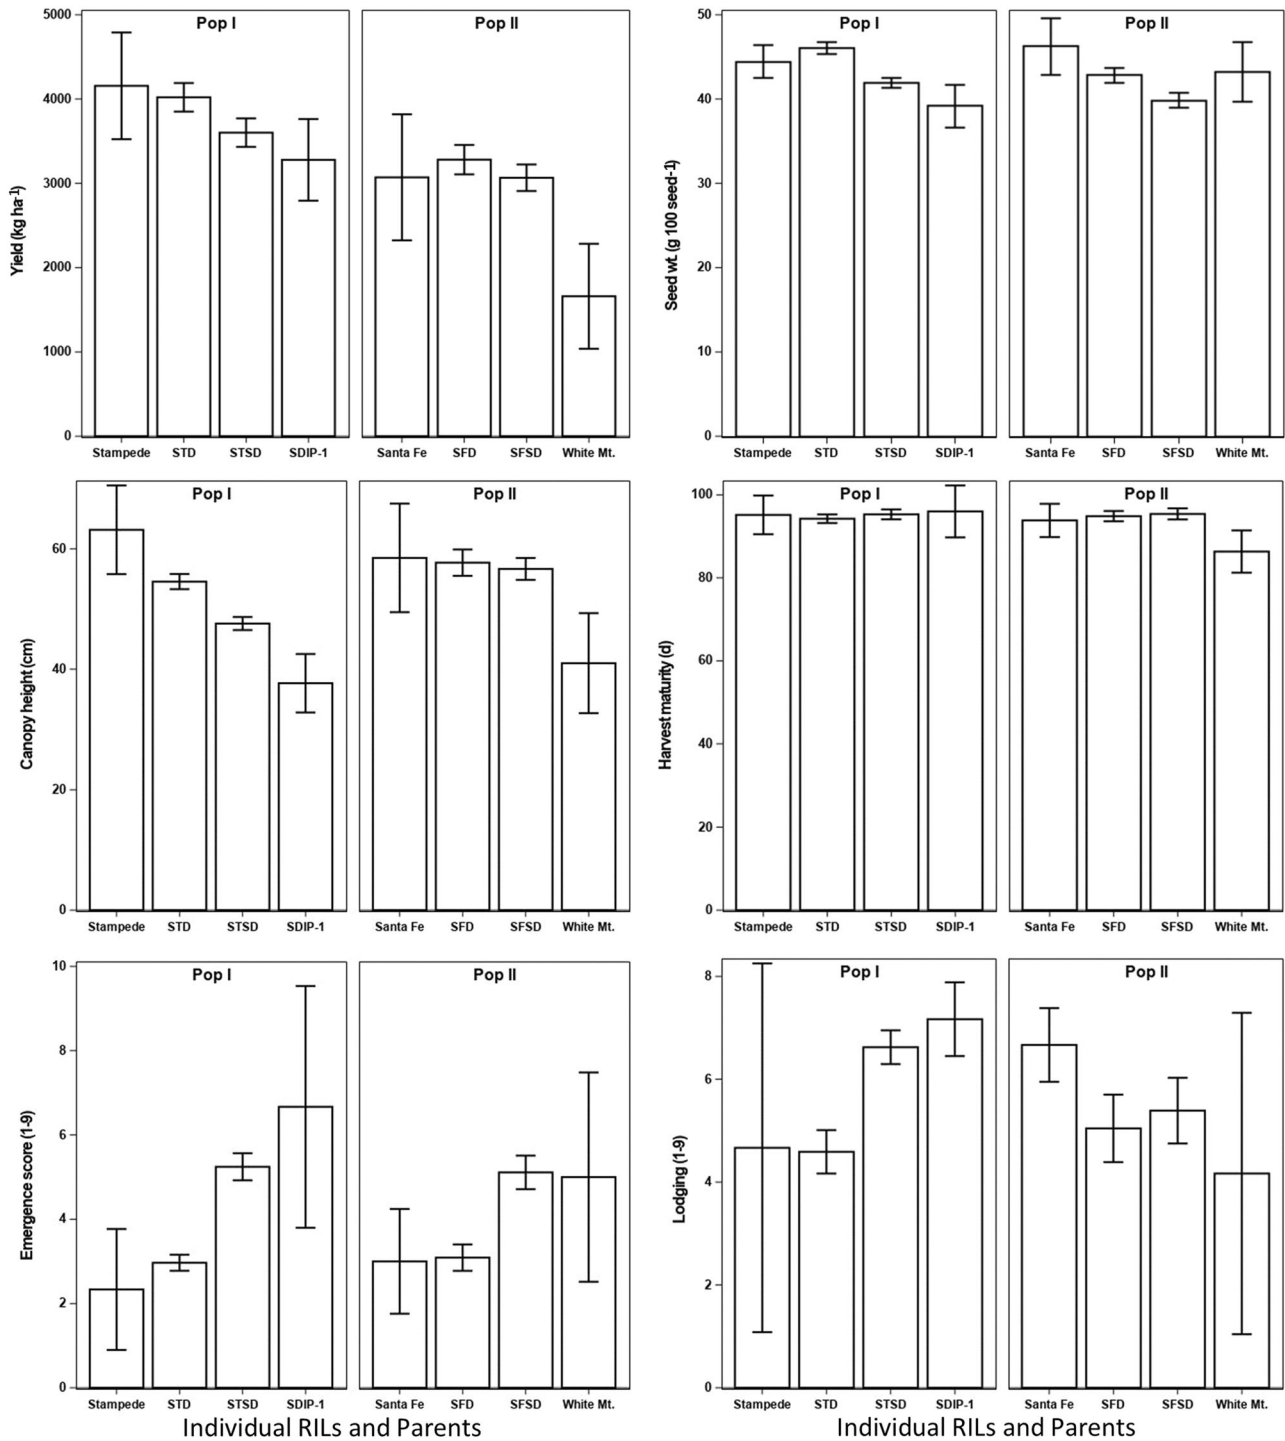 Pop I
Pop II
Yield (kg ha-1)
5000
4000
3000
2000
1000
0
Stampede STD STSD SDIP-1 Santa Fe SFD SFSD White Mt.
Pop I
Pop II
Seed wt. (g 100 seed-1)
50
40
30
20
10
0
Stampede STD STSD SDIP-1 Santa Fe SFD SFSD White Mt.
Pop I
Pop II
Canopy height (cm)
60
40
20
0
Stampede STD STSD SDIP-1 Santa Fe SFD SFSD White Mt.
Pop I
Pop II
Harvest maturity (d)
100
80
60
40
20
0
Stampede STD STSD SDIP-1 Santa Fe SFD SFSD White Mt.
Pop I
Pop II
Emergence score (1-9)
10
8
6
4
2
0
Stampede STD STSD SDIP-1 Santa Fe SFD SFSD White Mt.
Individual RILs and Parents
Pop I
Pop II
Lodging (1-9)
8
6
4
2
0
Stampede STD STSD SDIP-1 Santa Fe SFD SFSD White Mt.
Individual RILs and Parents